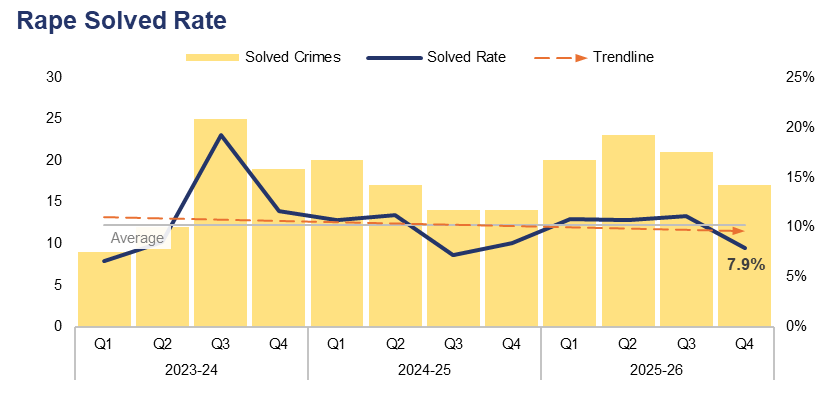 Rape Solved Rate
Solved Crimes Solved Rate Trendline
30 25%
25 20%
20 15%
15 10%
10 5%
5 0%
0
Average
7.9%
Q1 Q2 Q3 Q4 Q1 Q2 Q3 Q4 Q1 Q2 Q3 Q4
2023-24 2024-25 2025-26